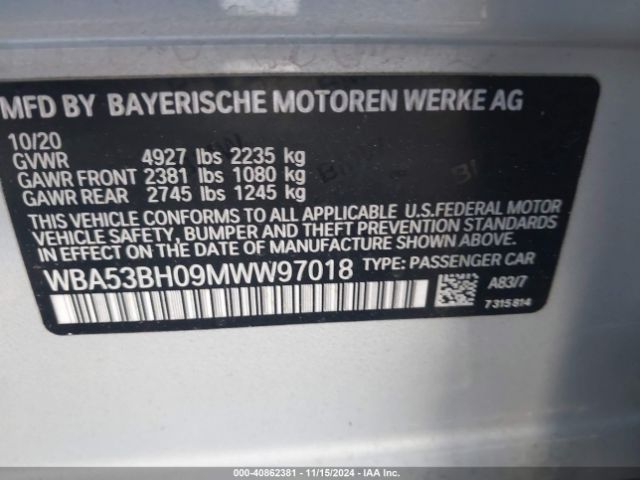 MFD BY BAYERISCHE MOTOREN WERKE AG
10/20
GVWR 4927 lbs 2235 kg
GAWR FRONT 2381 lbs 1080 kg
GAWR REAR 2745 lbs 1245 kg
THIS VEHICLE CONFORMS TO ALL APPLICABLE U.S.FEDERAL MOTOR
VEHICLE SAFETY, BUMPER AND THEFT PREVENTION STANDARDS
IN EFFECT ON THE DATE OF MANUFACTURE SHOWN ABOVE.
WBA53BH09MWW97018 TYPE: PASSENGER CAR
A83/7
7315814
000-40862381 - 11/15/2024 - IAA Inc.